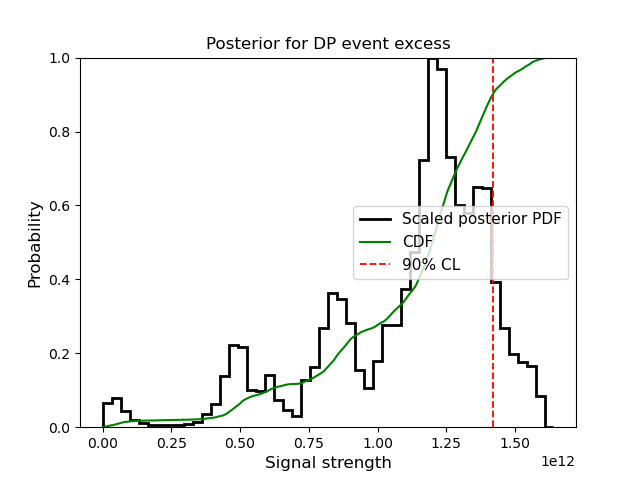 Posterior for DP event excess
Probability
1.0
0.8
0.6
0.4
0.2
0.0
Scaled posterior PDF
CDF
90% CL
0.00 0.25 0.50 0.75 1.00 1.25 1.50
1e12
Signal strength